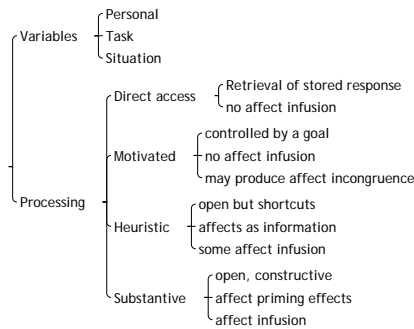 Personal
Variables
Task
Situation
Retrieval of stored response
Direct access
no affect infusion
controlled by a goal
Motivated
no affect infusion
may produce affect incongruence
Processing
open but shortcuts
Heuristic
affects as information
some affect infusion
open, constructive
Substantive
affect priming effects
affect infusion